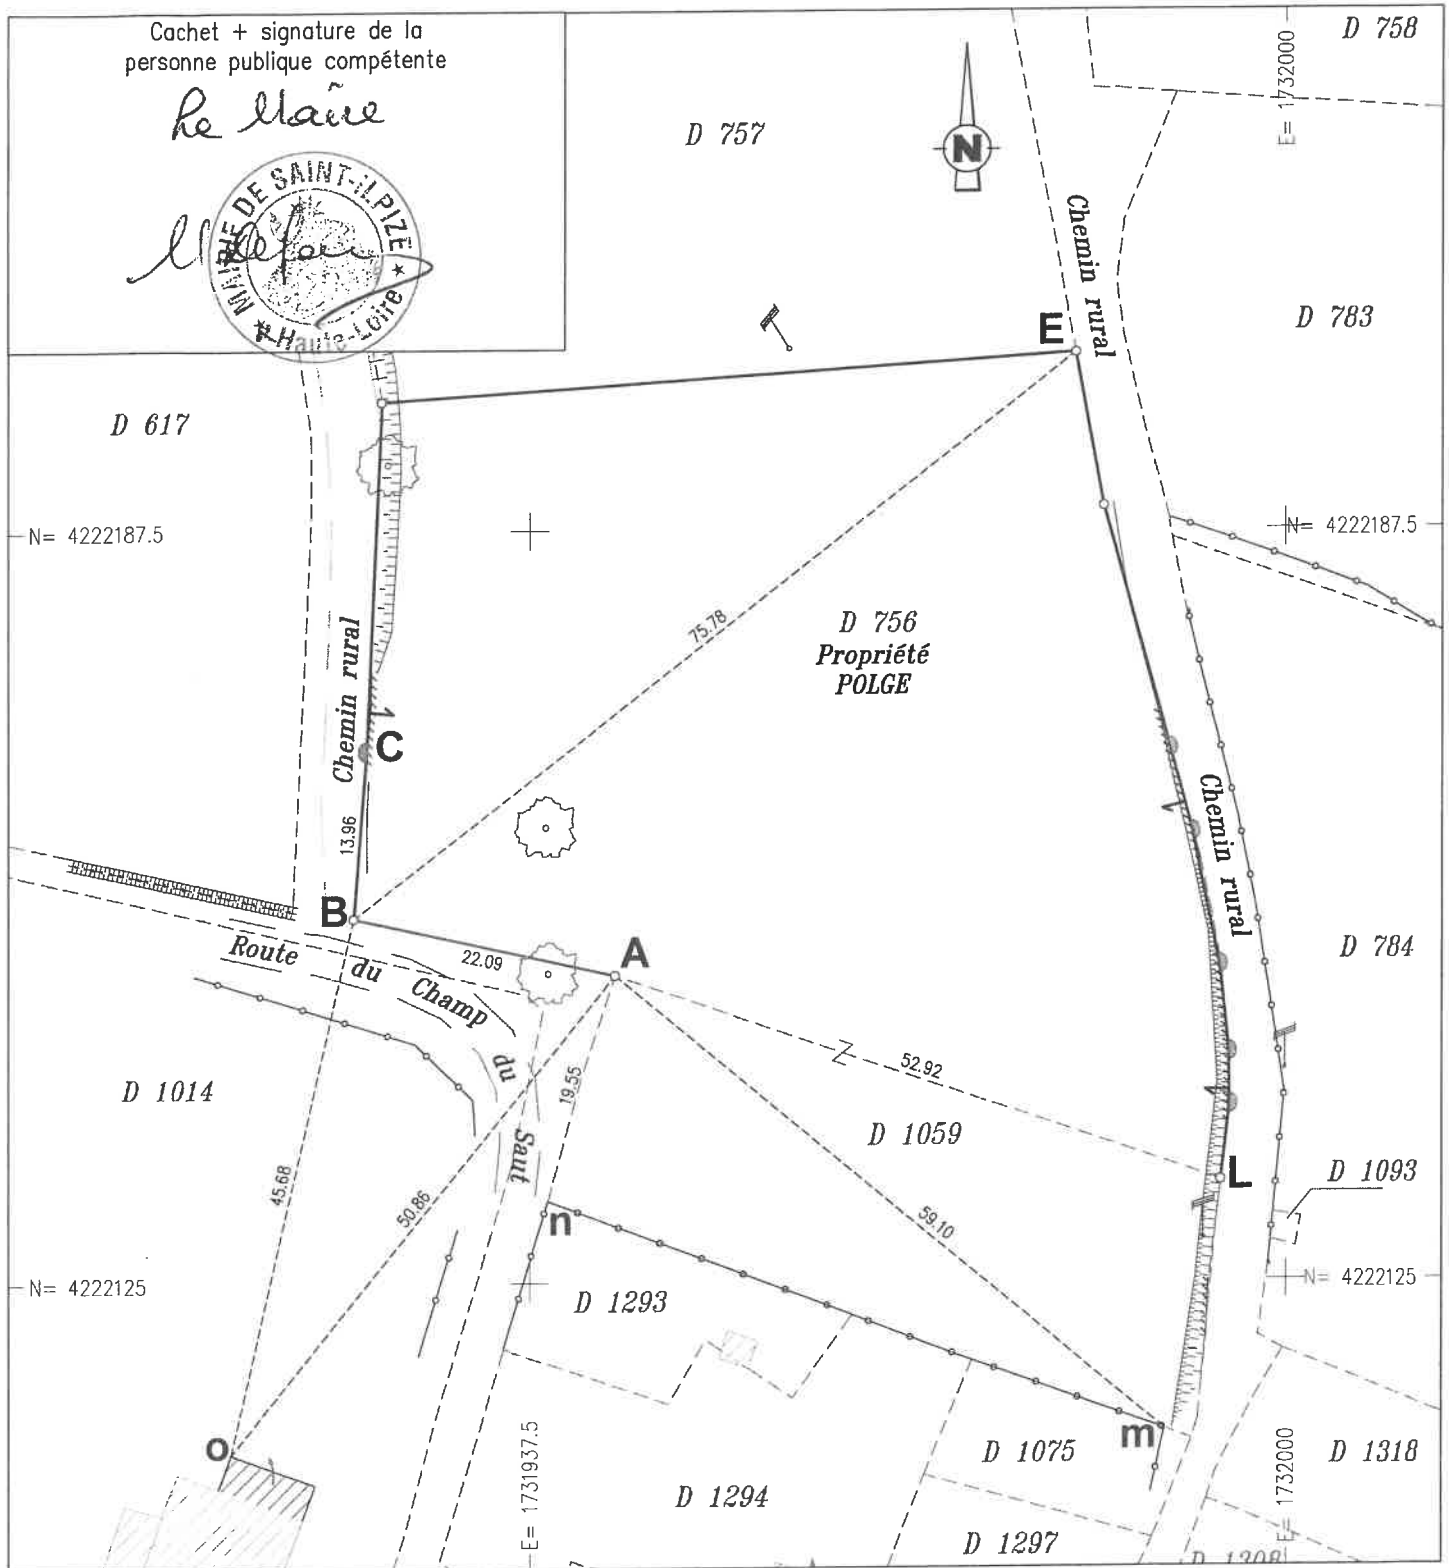 Cachet + signature de la
personne publique compétente
Le Maire
MAIRIE DE SAINT-ILPIZE
★ Haute-Loire ★
D 758
E= 1732000
D 757
N
Chemin rural
E
D 783
D 617
N= 4222187.5
N= 4222187.5
75.78
D 756
Propriété
POLGE
Chemin rural
C
13.96
Chemin rural
B
22.09
A
Route du Champ du Saut
D 784
52.92
19.55
D 1014
D 1059
L
D 1093
45.68
50.86
59.10
n
N= 4222125
N= 4222125
D 1293
o
m
D 1075
D 1318
E= 1731937.5
E= 1732000
D 1294
D 1297
D 1308